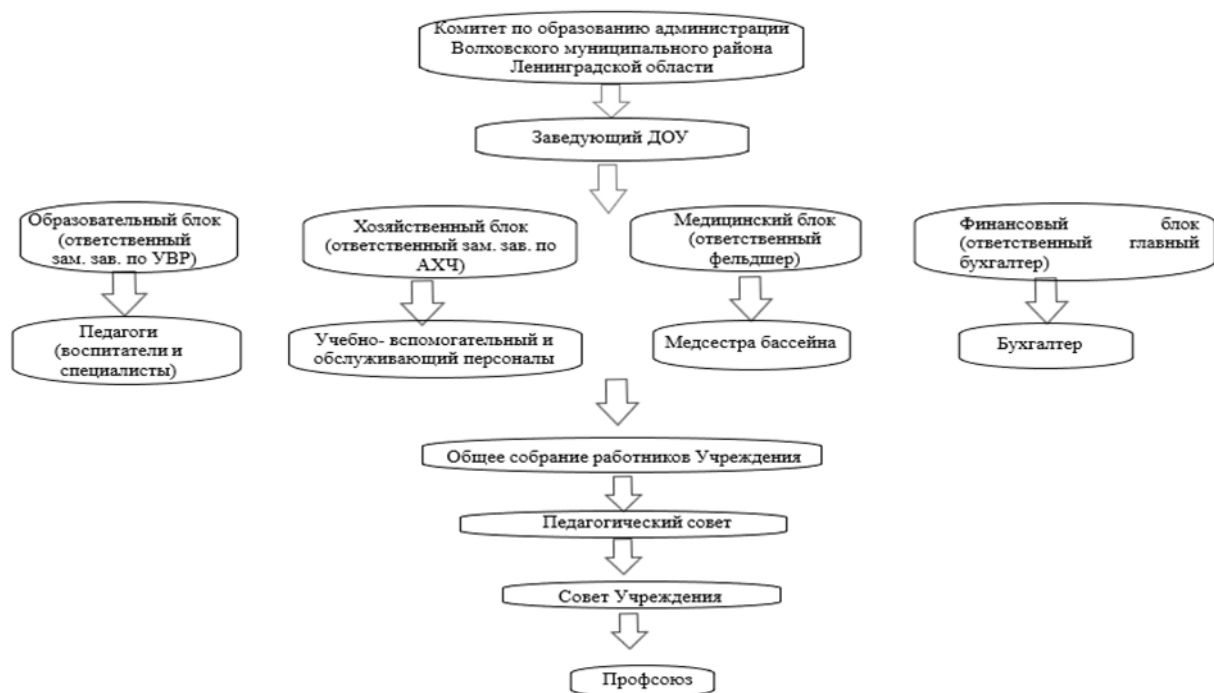 Комитет по образованию администрации
Волховского муниципального района
Ленинградской области
Заведующий ДОУ
Образовательный блок
(ответственный
зам. зав. по УВР)
Хозяйственный блок
(ответственный зам. зав. по
АХЧ)
Медицинский блок
(ответственный
фельдшер)
Финансовый блок
(ответственный главный
бухгалтер)
Педагоги
(воспитатели и
специалисты)
Учебно- вспомогательный и
обслуживающий персоналы
Медсестра бассейна
Бухгалтер
Общее собрание работников Учреждения
Педагогический совет
Совет Учреждения
Профсоюз